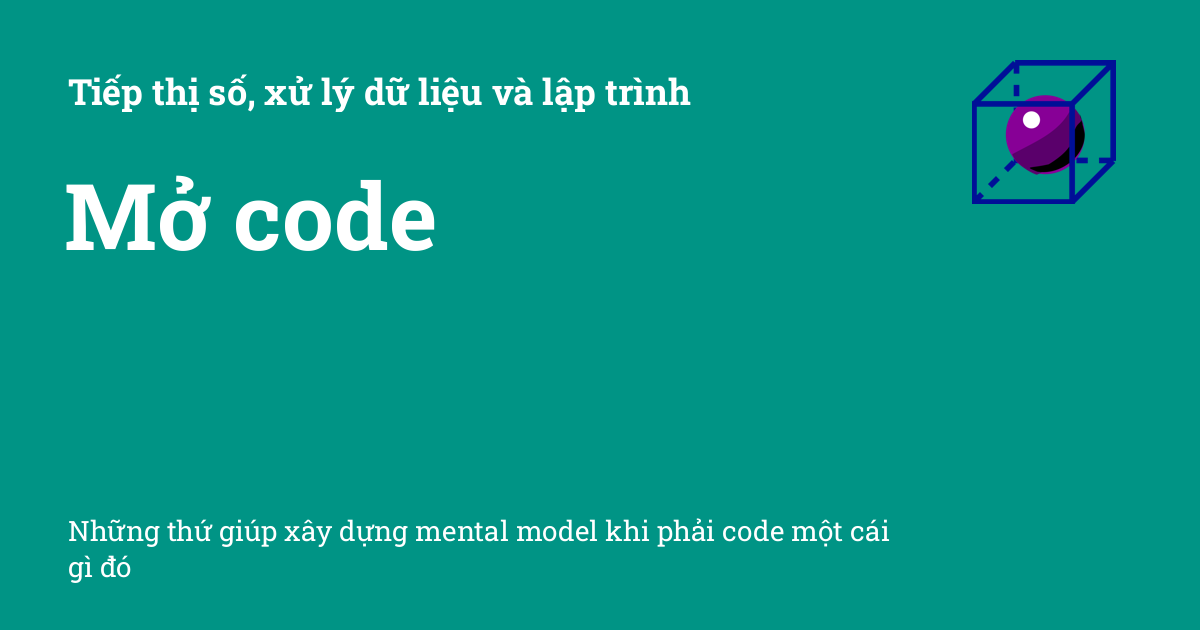 Tiếp thị số, xử lý dữ liệu và lập trình
Mở code
Những thứ giúp xây dựng mental model khi phải code một cái
gì đó